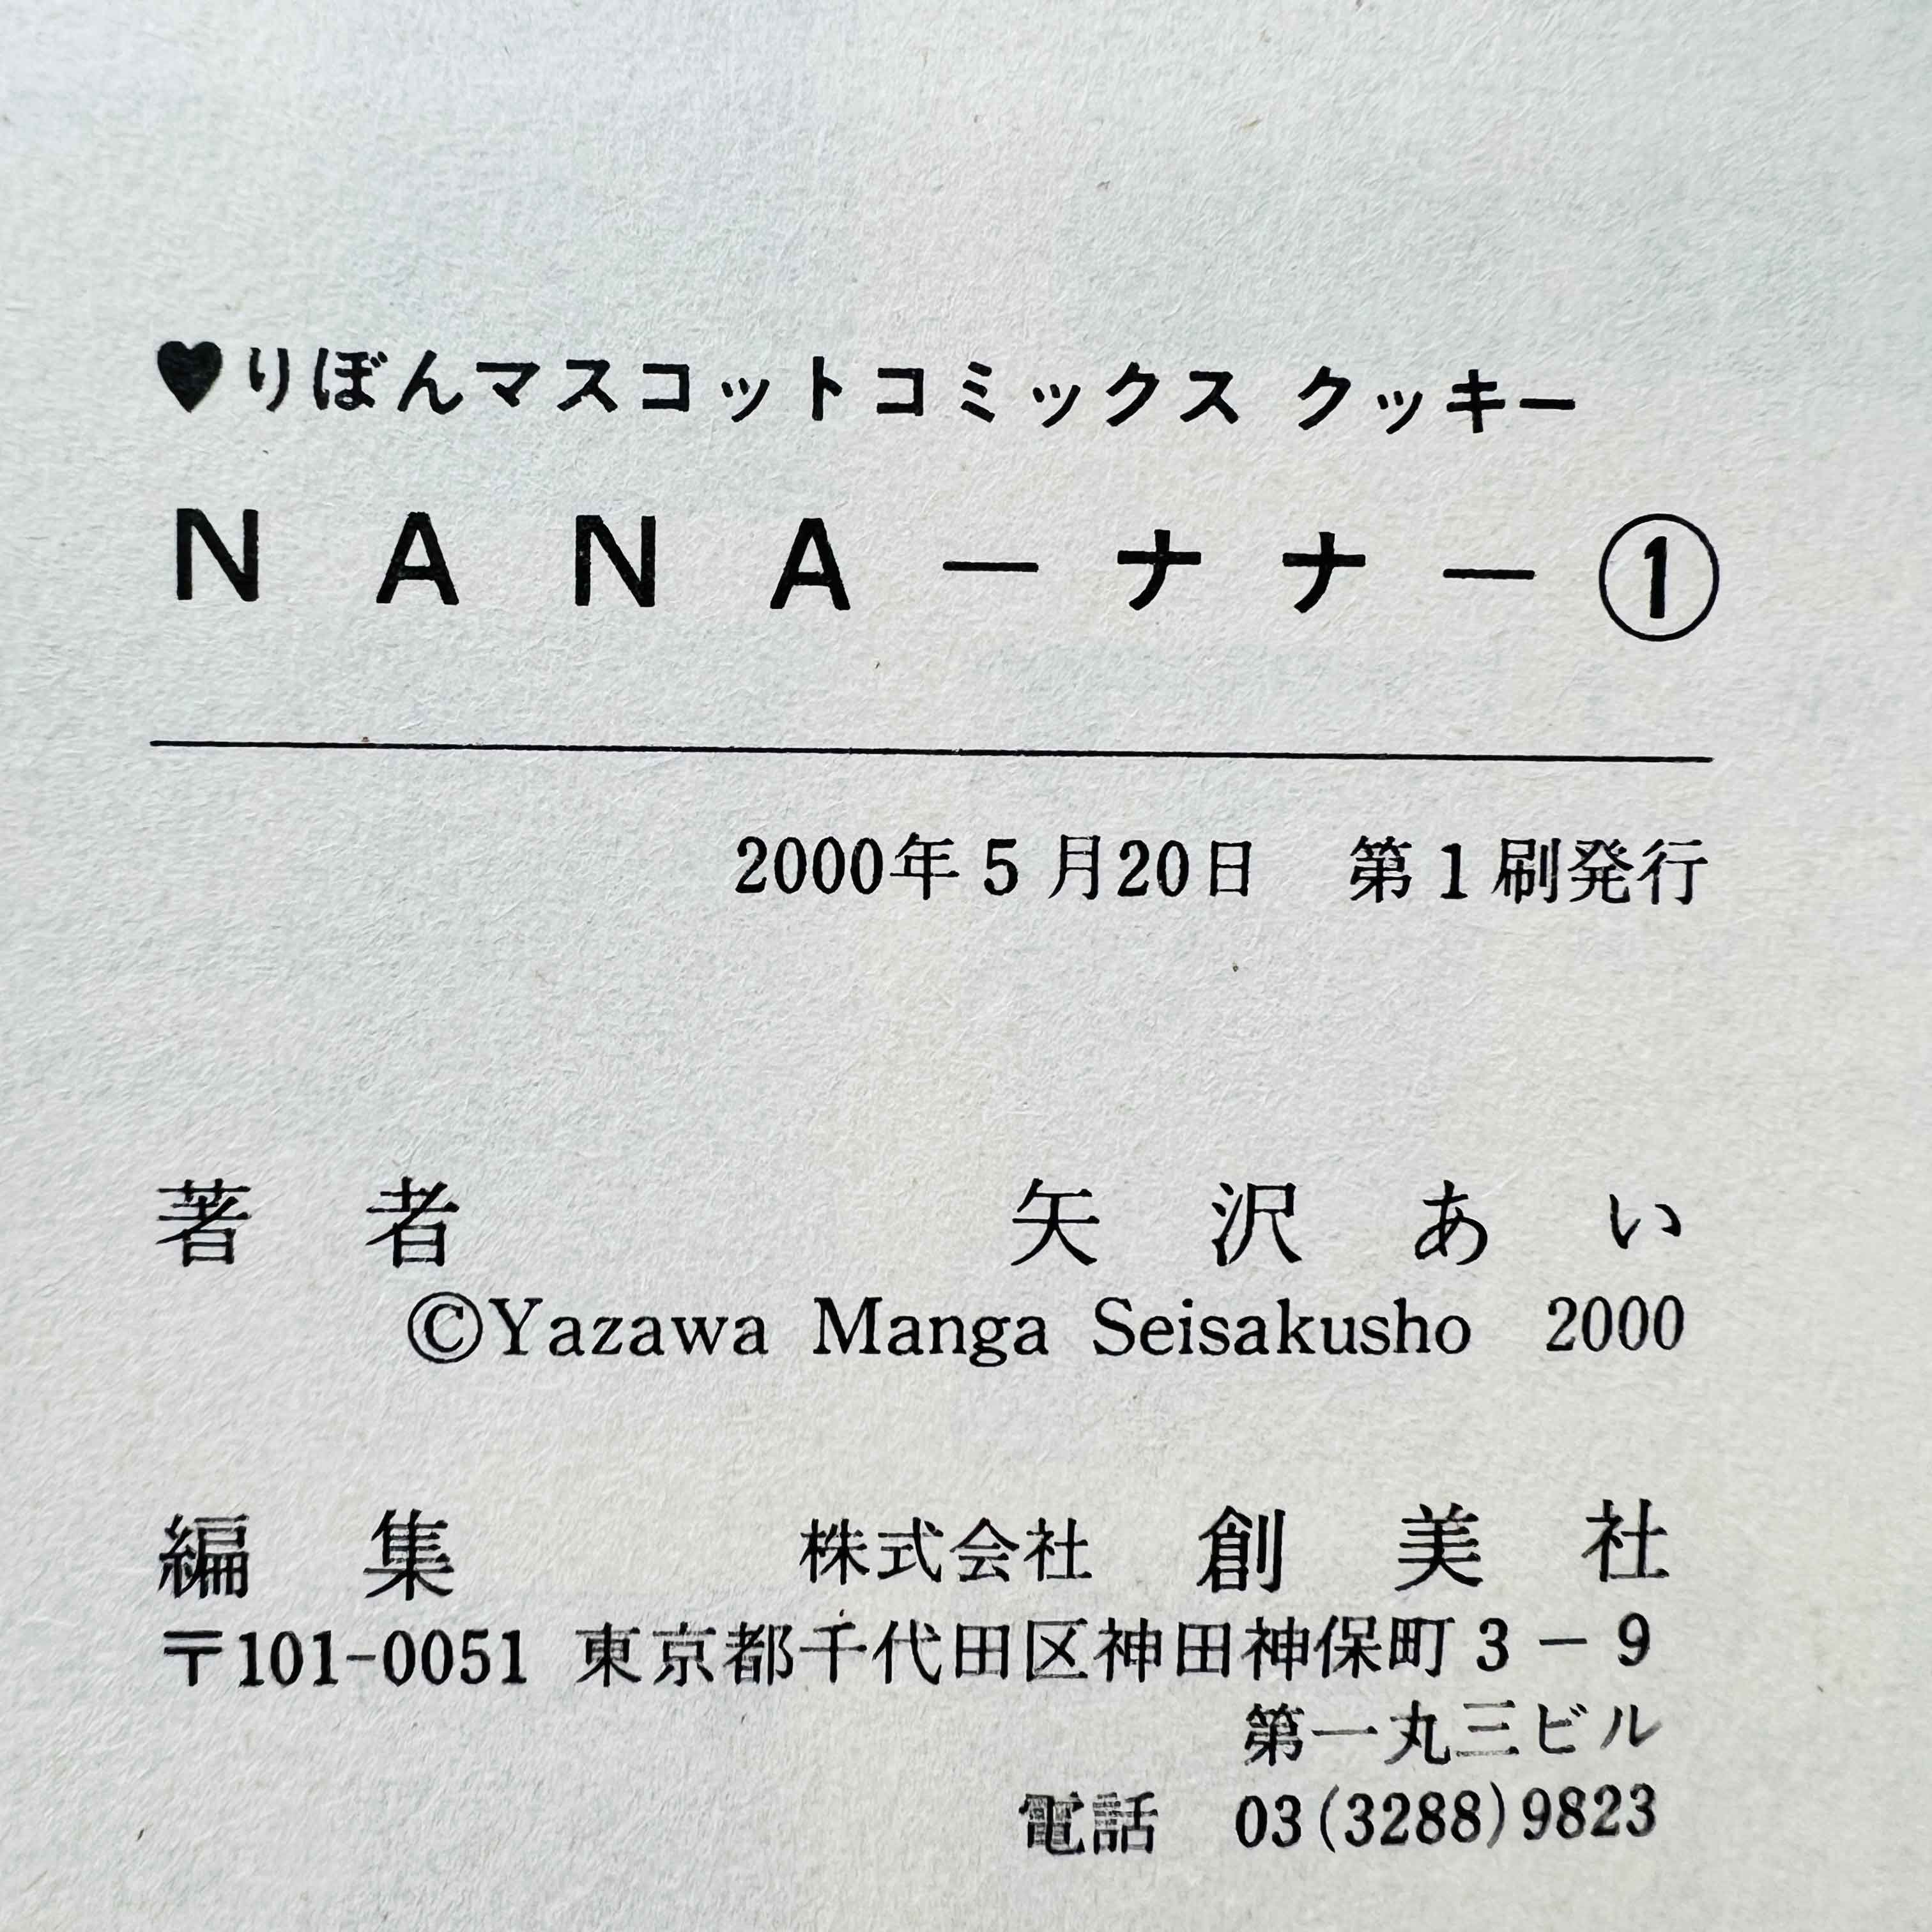 ♥りぼんマスコットコミックス クッキー
NANA―ナナ―①
2000年5月20日　第1刷発行
著者　矢沢あい
©Yazawa Manga Seisakusho 2000
編集　株式会社 創美社
〒101-0051 東京都千代田区神田神保町3－9
第一丸三ビル
電話　03(3288)9823